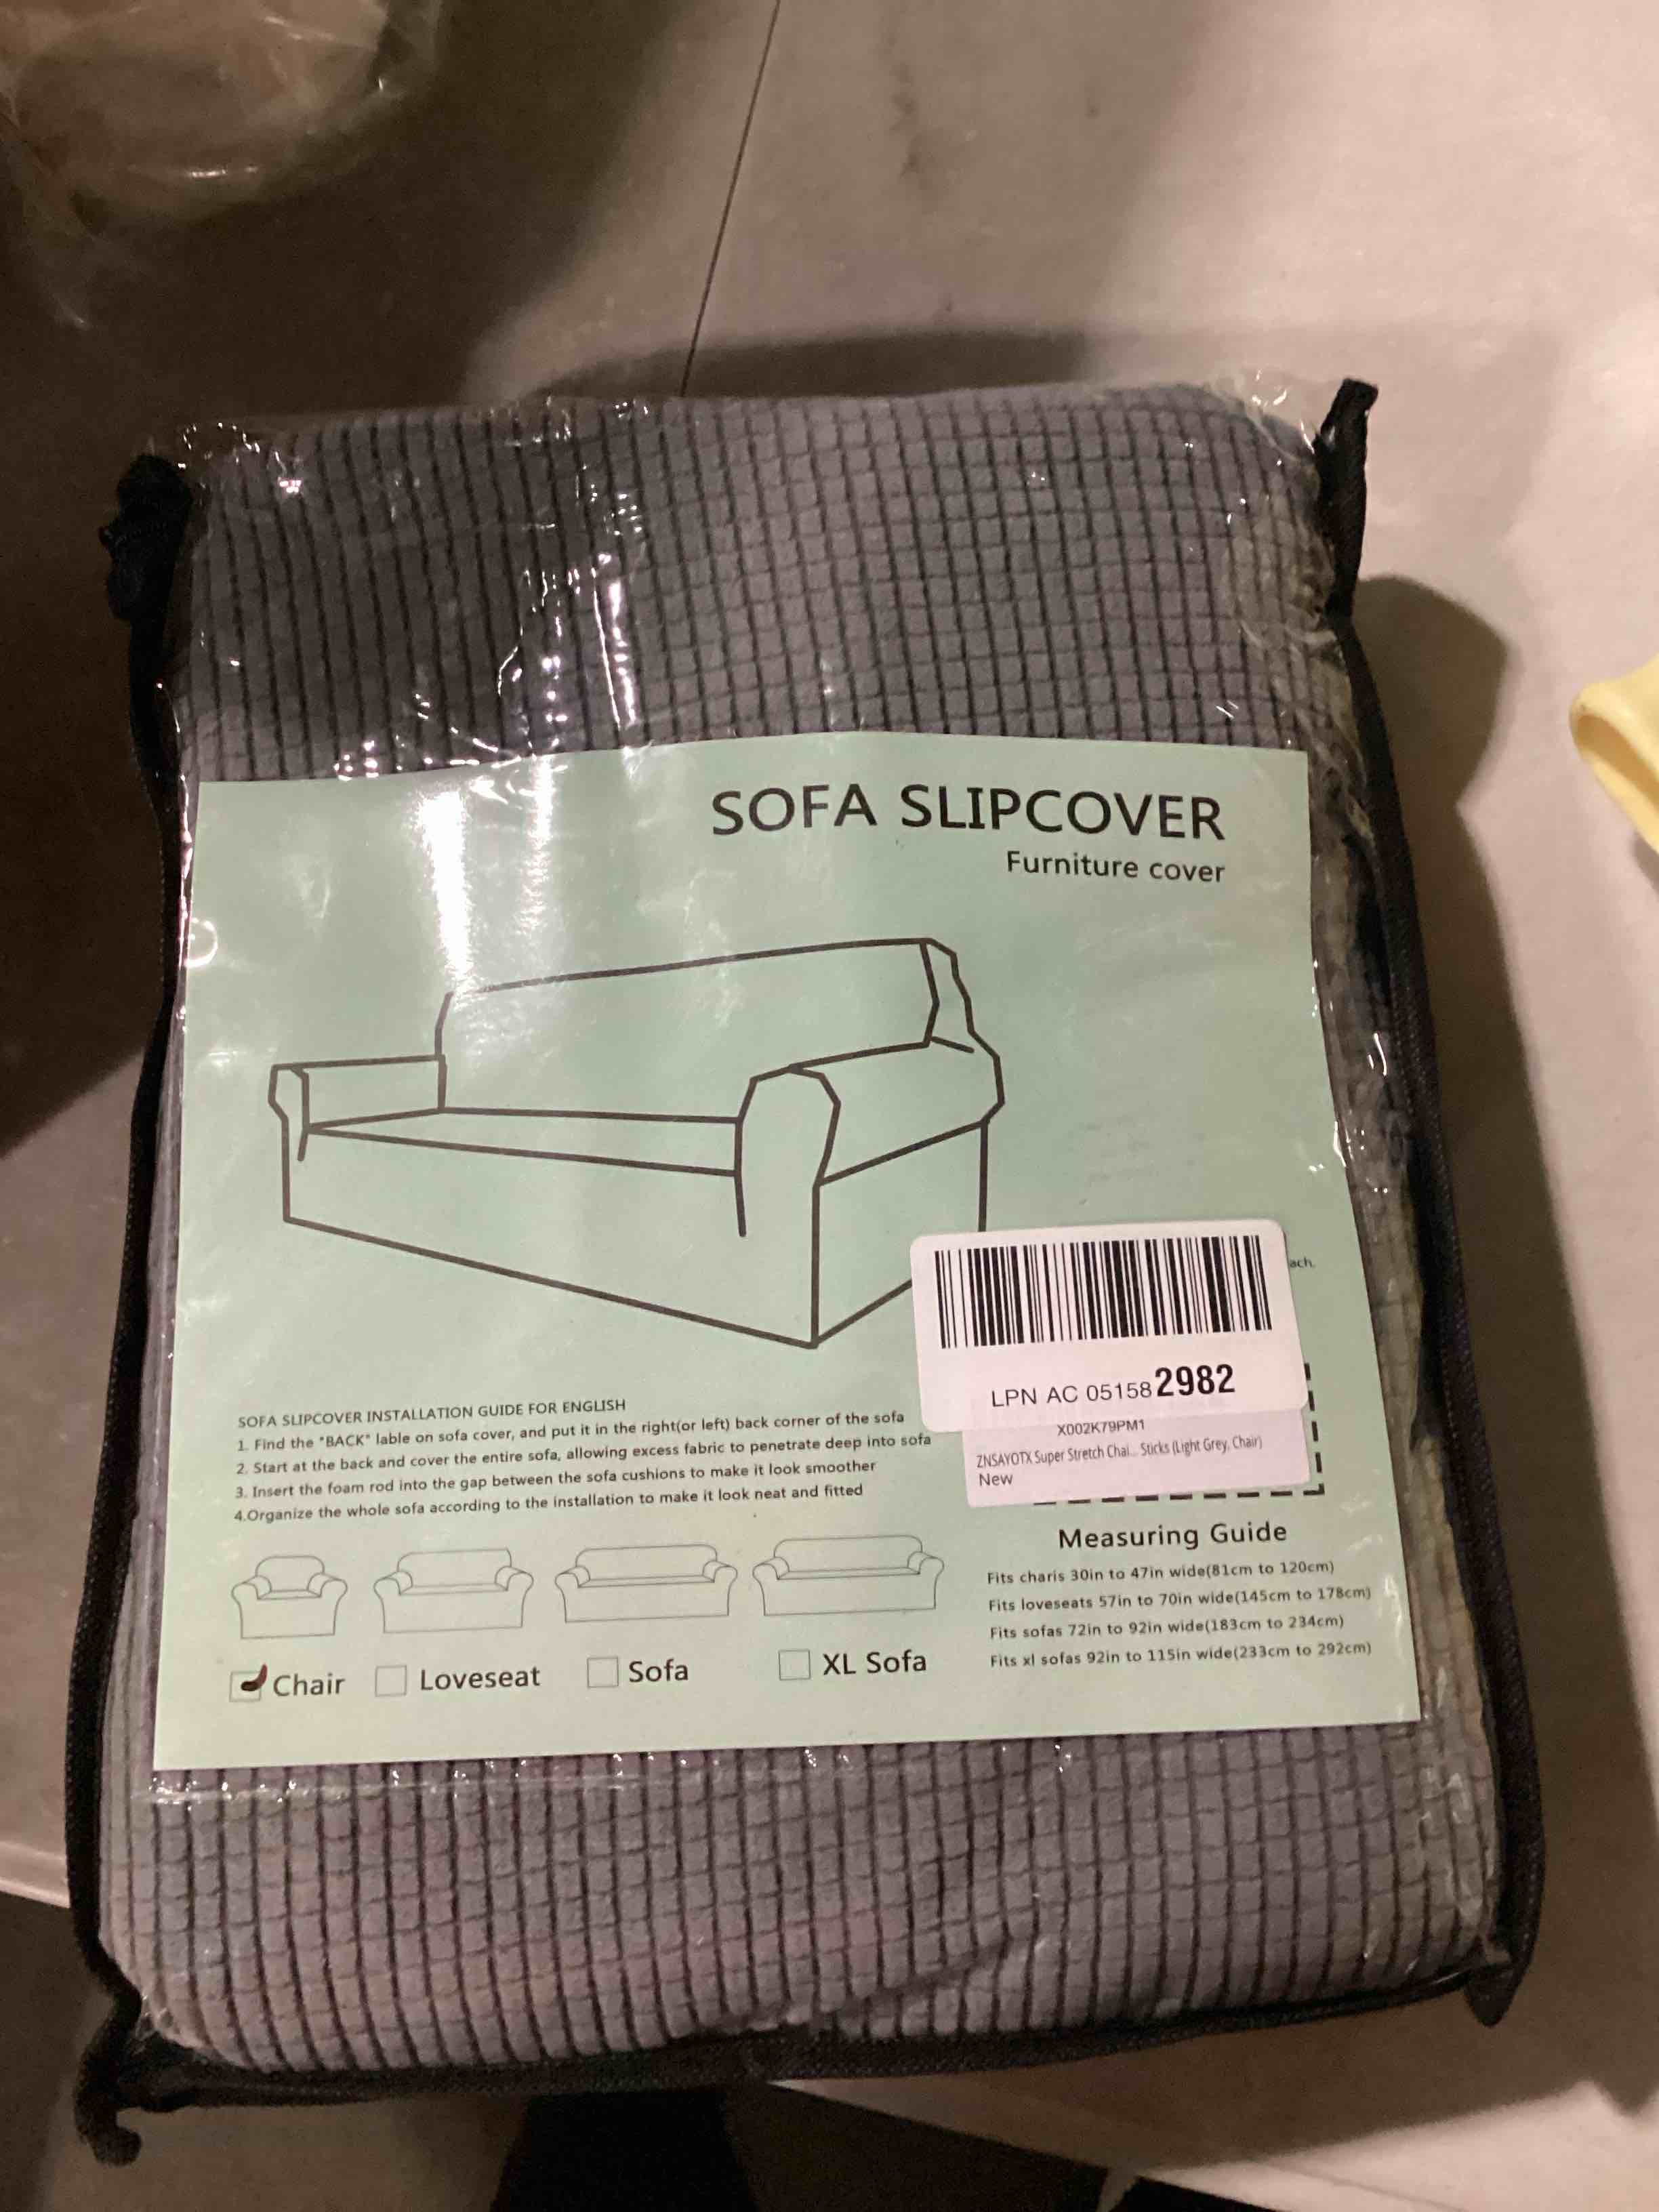 SOFA SLIPCOVER
Furniture cover
ach.
LPN AC 051582982
X002K79PM1
ZNSAYOTX Super Stretch Chai... Sticks (Light Grey, Chair)
New
SOFA SLIPCOVER INSTALLATION GUIDE FOR ENGLISH
1. Find the "BACK" lable on sofa cover, and put it in the right(or left) back corner of the sofa
2. Start at the back and cover the entire sofa, allowing excess fabric to penetrate deep into sofa
3. Insert the foam rod into the gap between the sofa cushions to make it look smoother
4.Organize the whole sofa according to the installation to make it look neat and fitted
Chair
Loveseat
Sofa
XL Sofa
Measuring Guide
Fits charis 30in to 47in wide(81cm to 120cm)
Fits loveseats 57in to 70in wide(145cm to 178cm)
Fits sofas 72in to 92in wide(183cm to 234cm)
Fits xl sofas 92in to 115in wide(233cm to 292cm)